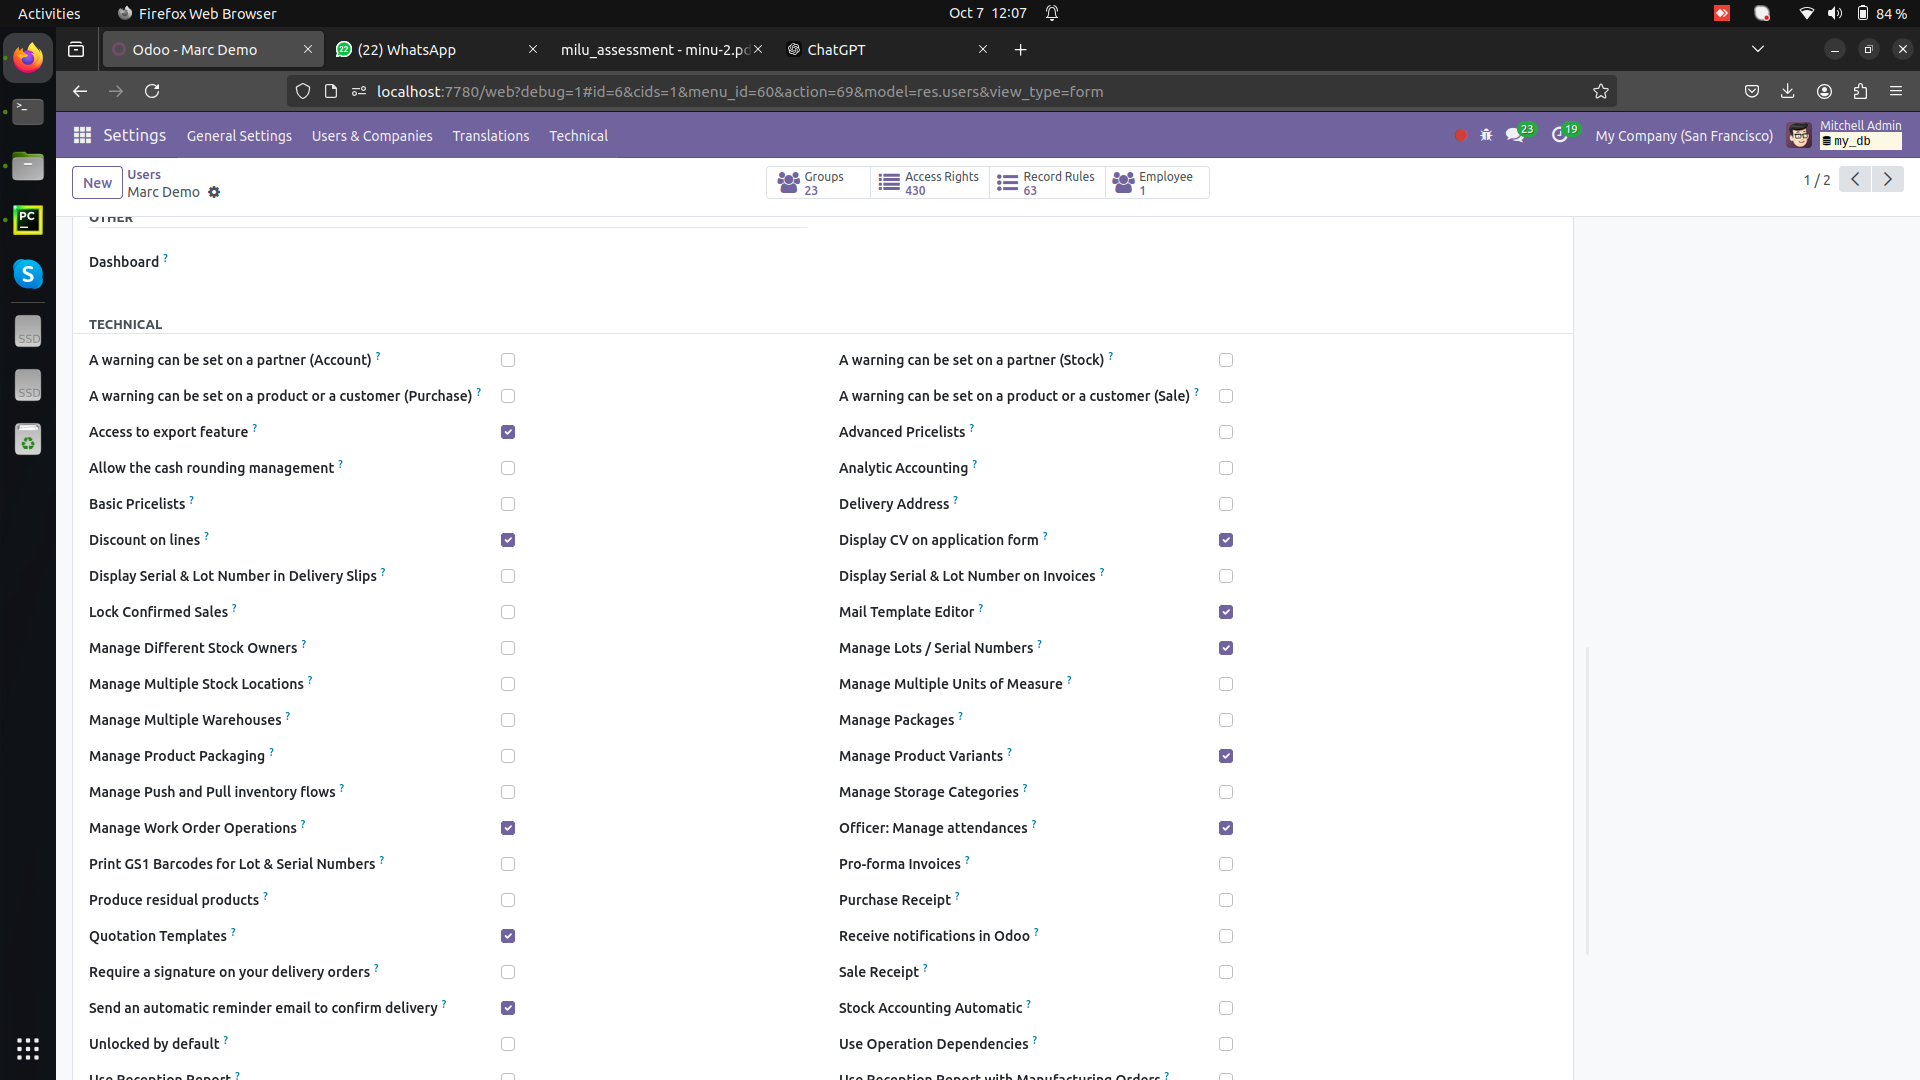 Activities Firefox Web Browser Oct 7 12:07 84 %
Odoo - Marc Demo (22) WhatsApp milu_assessment - minu-2.pd ChatGPT
localhost:7780/web?debug=1#id=6&cids=1&menu_id=60&action=69&model=res.users&view_type=form
Settings General Settings Users & Companies Translations Technical 23 19 My Company (San Francisco) Mitchell Admin
my_db
New Users
Marc Demo
Groups 23 Access Rights 430 Record Rules 63 Employee 1 1 / 2
OTHER
Dashboard ?
TECHNICAL
A warning can be set on a partner (Account) ? A warning can be set on a partner (Stock) ?
A warning can be set on a product or a customer (Purchase) ? A warning can be set on a product or a customer (Sale) ?
Access to export feature ? Advanced Pricelists ?
Allow the cash rounding management ? Analytic Accounting ?
Basic Pricelists ? Delivery Address ?
Discount on lines ? Display CV on application form ?
Display Serial & Lot Number in Delivery Slips ? Display Serial & Lot Number on Invoices ?
Lock Confirmed Sales ? Mail Template Editor ?
Manage Different Stock Owners ? Manage Lots / Serial Numbers ?
Manage Multiple Stock Locations ? Manage Multiple Units of Measure ?
Manage Multiple Warehouses ? Manage Packages ?
Manage Product Packaging ? Manage Product Variants ?
Manage Push and Pull inventory flows ? Manage Storage Categories ?
Manage Work Order Operations ? Officer: Manage attendances ?
Print GS1 Barcodes for Lot & Serial Numbers ? Pro-forma Invoices ?
Produce residual products ? Purchase Receipt ?
Quotation Templates ? Receive notifications in Odoo ?
Require a signature on your delivery orders ? Sale Receipt ?
Send an automatic reminder email to confirm delivery ? Stock Accounting Automatic ?
Unlocked by default ? Use Operation Dependencies ?
Use Reception Report ? Use Reception Report with Manufacturing Orders ?
PC
S
SSD
SSD